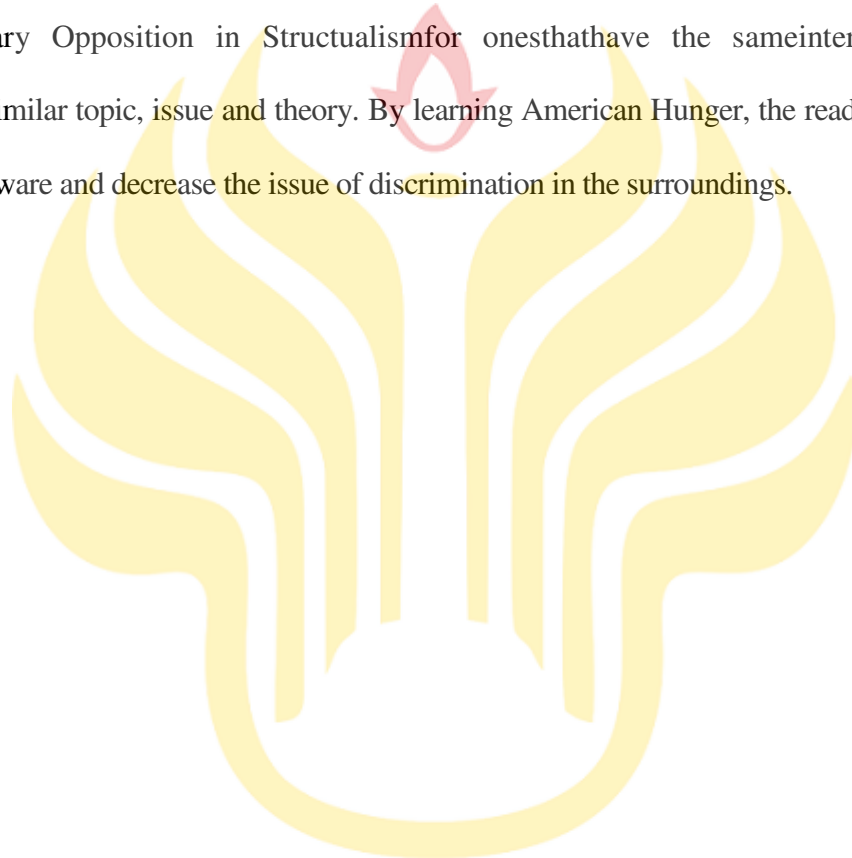 ary Opposition in Structualismfor onesthathave the sameinter
imilar topic, issue and theory. By learning American Hunger, the read
ware and decrease the issue of discrimination in the surroundings.